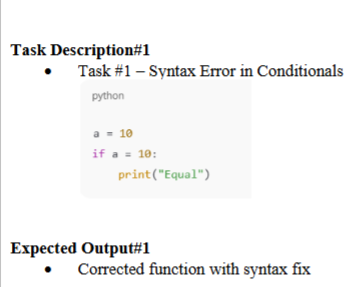 Task Description#1
• Task #1 – Syntax Error in Conditionals
python
a = 10
if a = 10:
    print("Equal")
Expected Output#1
• Corrected function with syntax fix